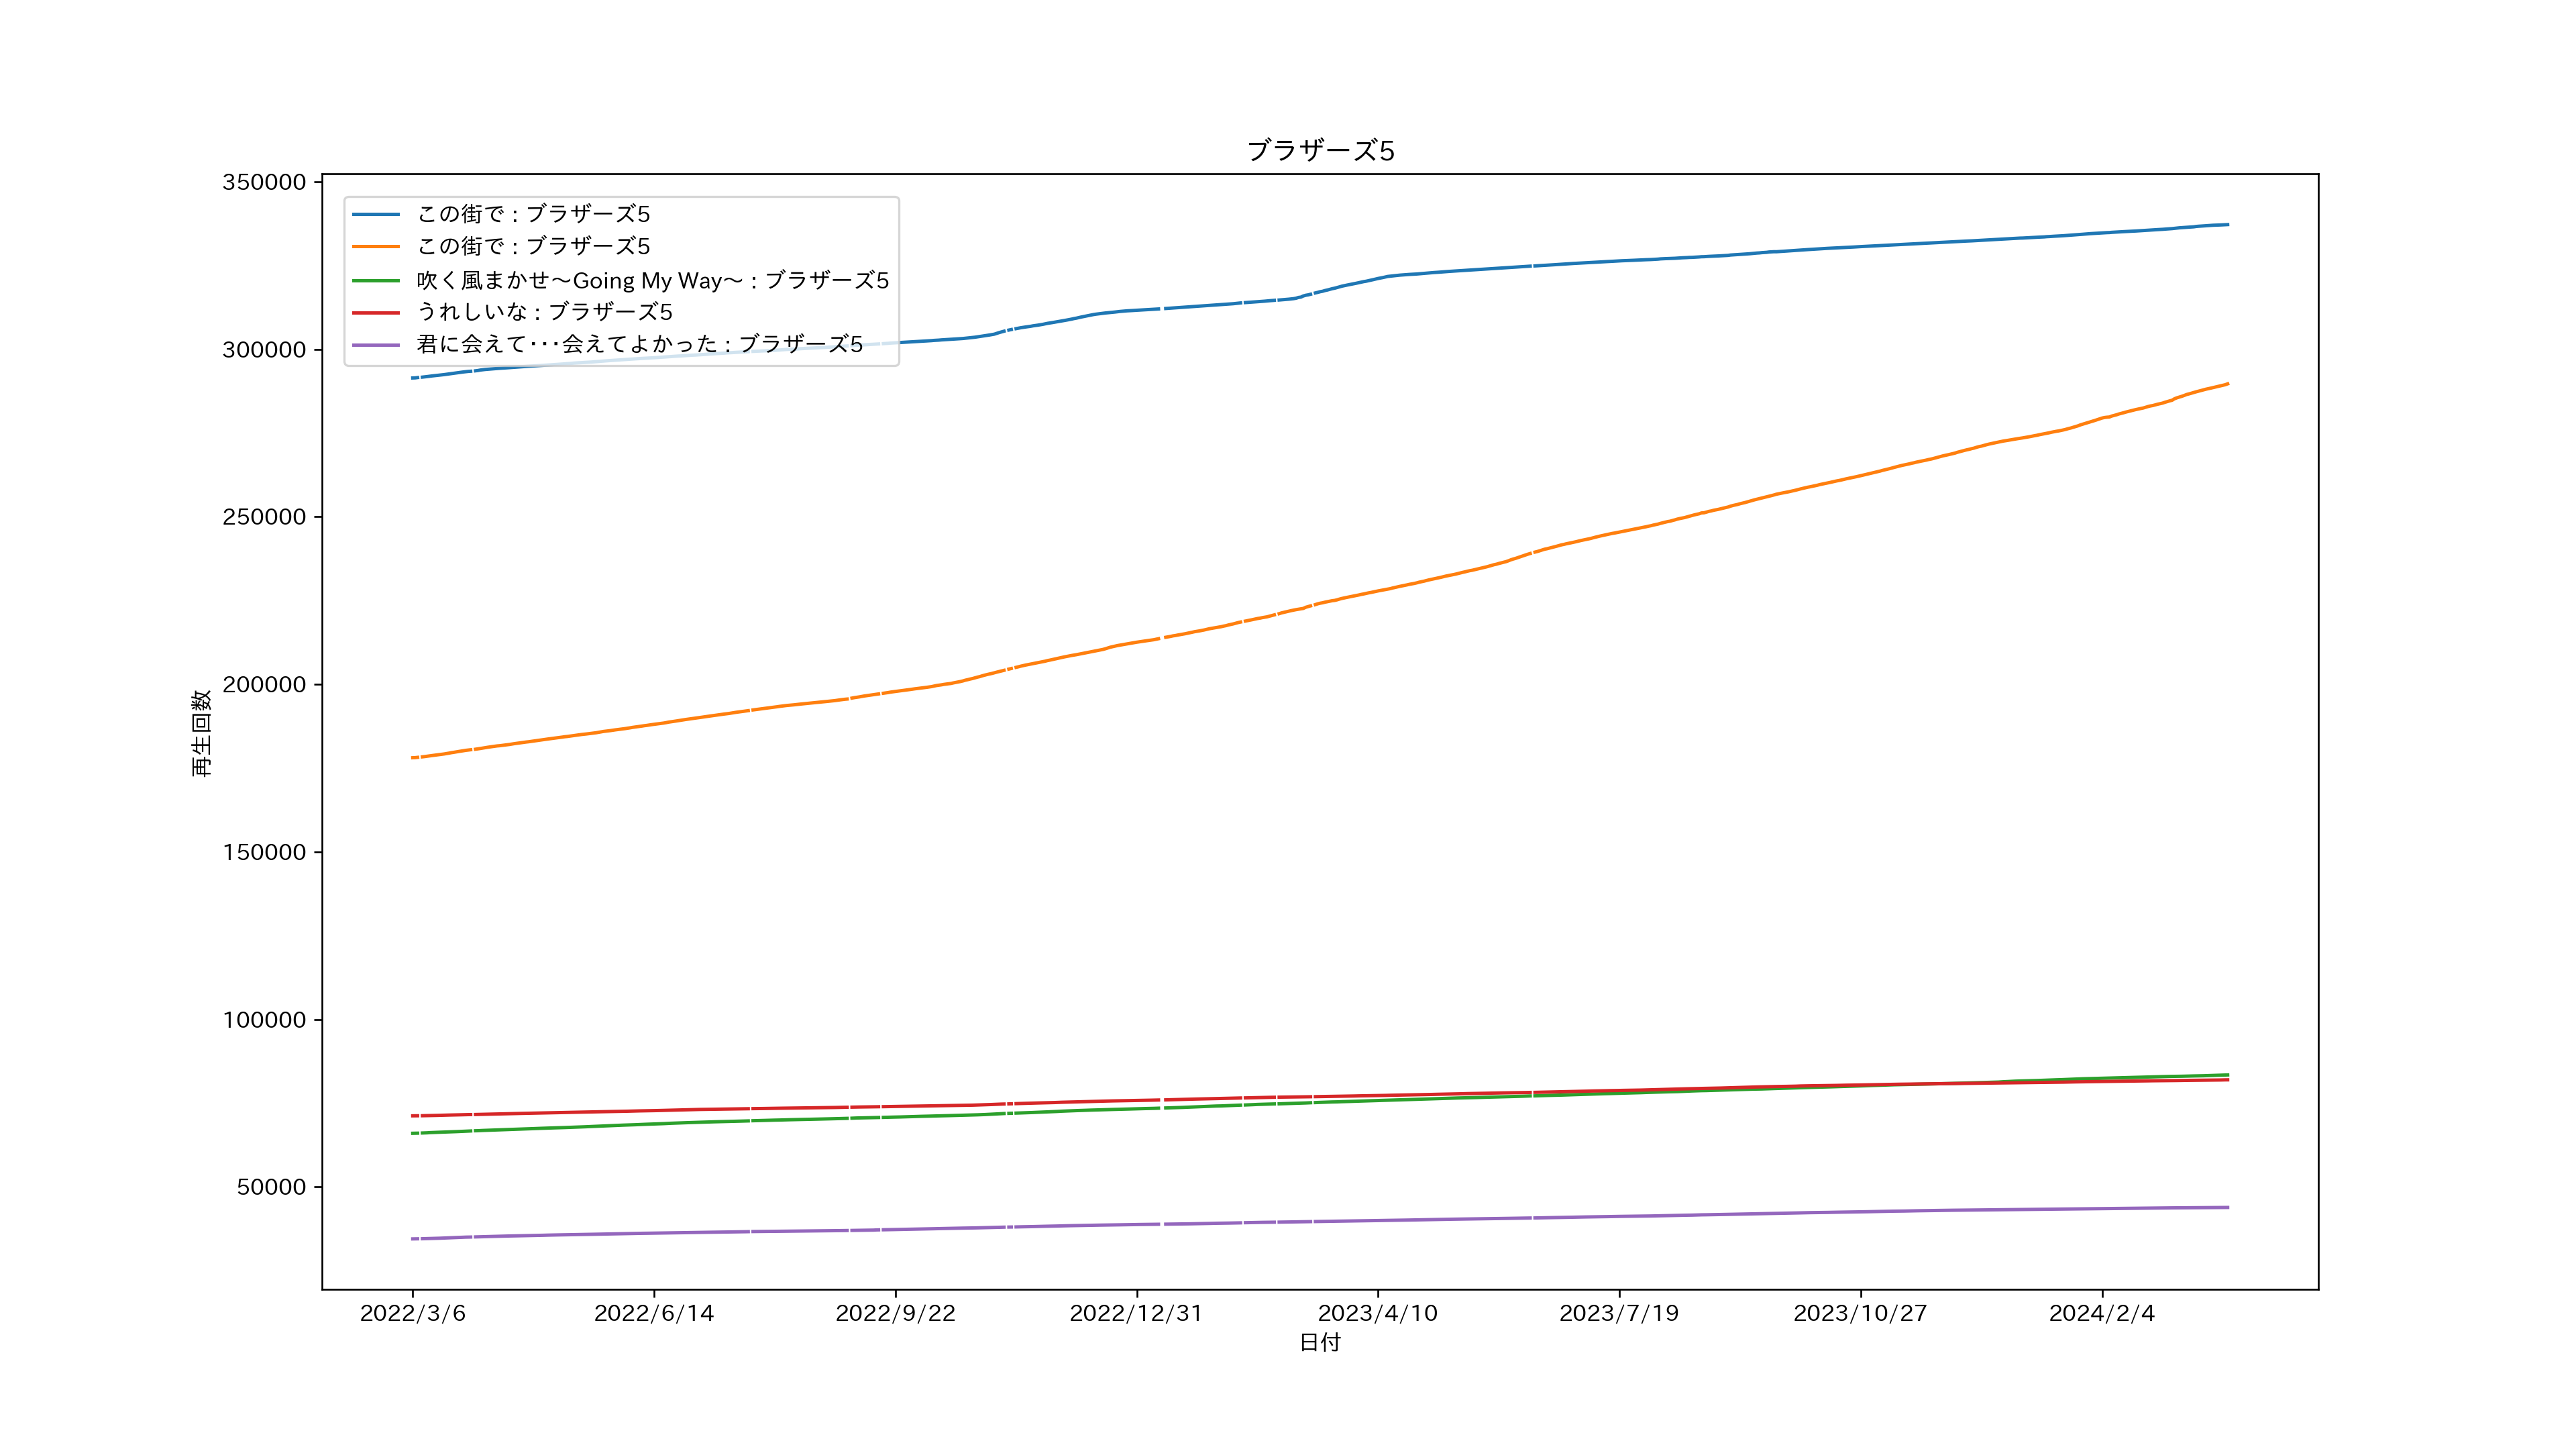 ブラザーズ5
350000
300000
250000
200000
150000
100000
50000
再生回数
この街で : ブラザーズ5
この街で : ブラザーズ5
吹く風まかせ〜Going My Way〜 : ブラザーズ5
うれしいな : ブラザーズ5
君に会えて･･･会えてよかった : ブラザーズ5
2022/3/6 2022/6/14 2022/9/22 2022/12/31 2023/4/10 2023/7/19 2023/10/27 2024/2/4
日付